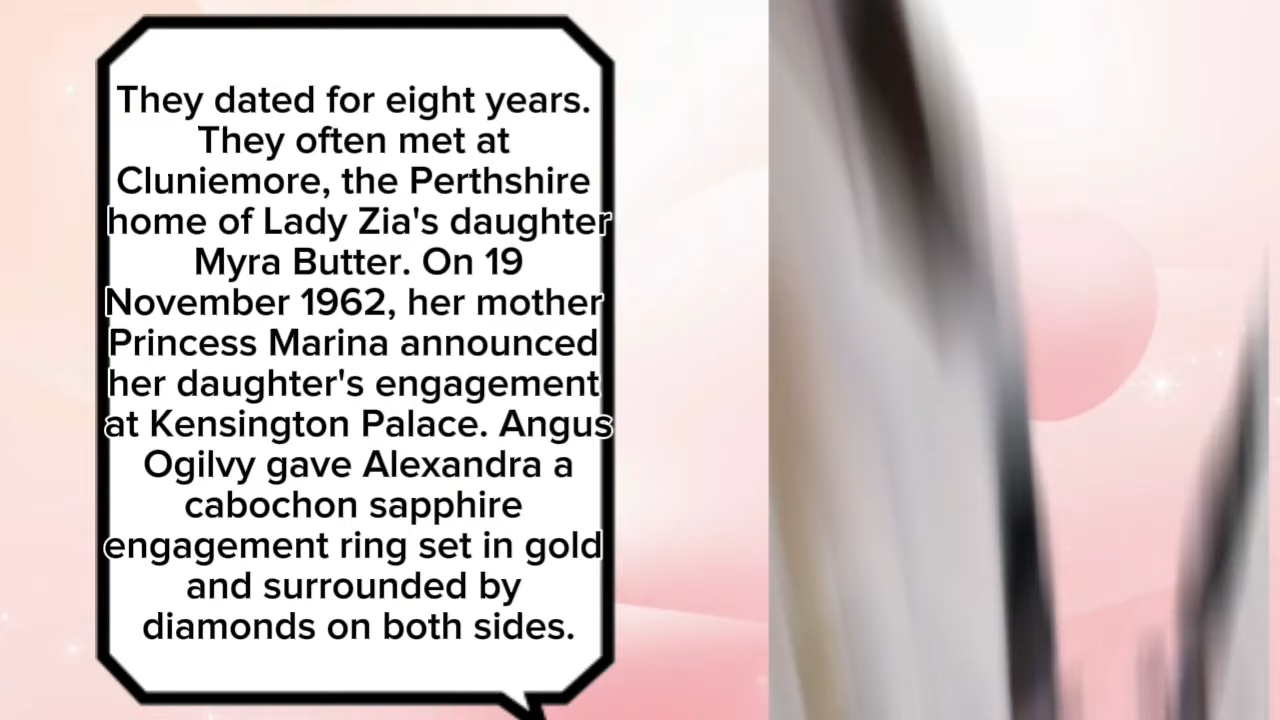 They dated for eight years.
They often met at
Cluniemore, the Perthshire
home of Lady Zia's daughter
Myra Butter. On 19
November 1962, her mother
Princess Marina announced
her daughter's engagement
at Kensington Palace. Angus
Ogilvy gave Alexandra a
cabochon sapphire
engagement ring set in gold
and surrounded by
diamonds on both sides.